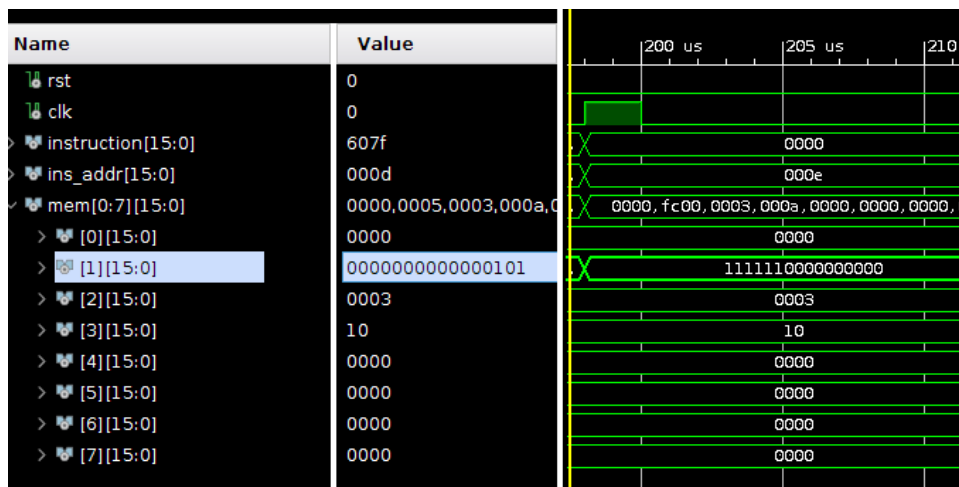 Name Value 200 us 205 us 210
rst 0
clk 0
instruction[15:0] 607f 0000
ins_addr[15:0] 000d 000e
mem[0:7][15:0] 0000,0005,0003,000a,0 0000,fc00,0003,000a,0000,0000,0000,
[0][15:0] 0000 0000
[1][15:0] 0000000000000101 1111110000000000
[2][15:0] 0003 0003
[3][15:0] 10 10
[4][15:0] 0000 0000
[5][15:0] 0000 0000
[6][15:0] 0000 0000
[7][15:0] 0000 0000